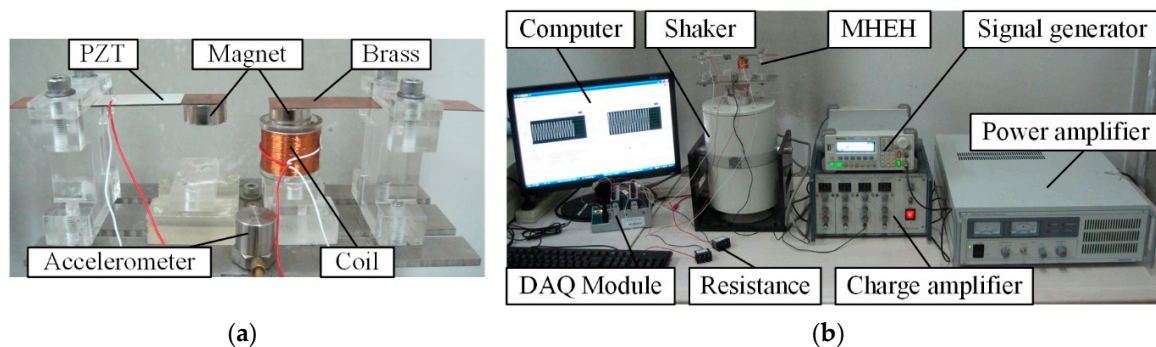 PZT
Magnet
Brass
Accelerometer
Coil
(a)
Computer
Shaker
MHEH
Signal generator
Power amplifier
DAQ Module
Resistance
Charge amplifier
(b)